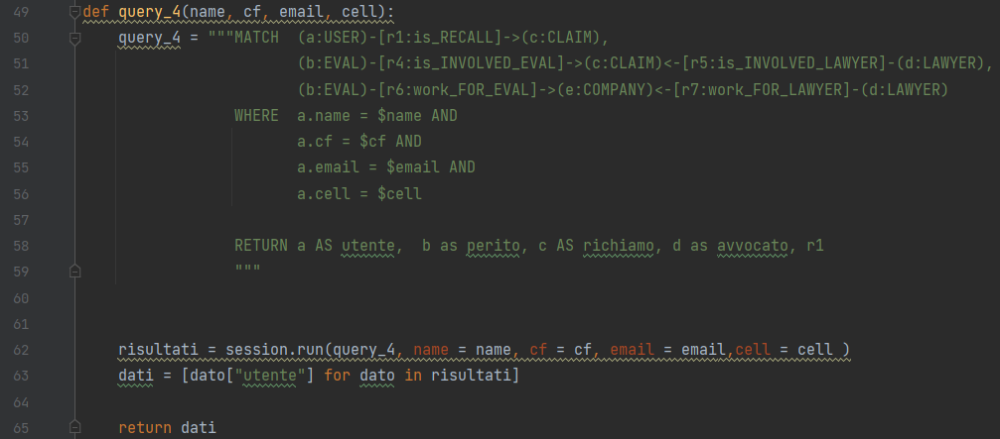 49 def query_4(name, cf, email, cell):
50 query_4 = """MATCH (a:USER)-[r1:is_RECALL]->(c:CLAIM),
51 (b:EVAL)-[r4:is_INVOLVED_EVAL]->(c:CLAIM)<-[r5:is_INVOLVED_LAWYER]-(d:LAWYER),
52 (b:EVAL)-[r6:work_FOR_EVAL]->(e:COMPANY)<-[r7:work_FOR_LAWYER]-(d:LAWYER)
53 WHERE a.name = $name AND
54 a.cf = $cf AND
55 a.email = $email AND
56 a.cell = $cell
57
58 RETURN a AS utente, b as perito, c AS richiamo, d as avvocato, r1
59 """
60
61
62 risultati = session.run(query_4, name = name, cf = cf, email = email,cell = cell )
63 dati = [dato["utente"] for dato in risultati]
64
65 return dati